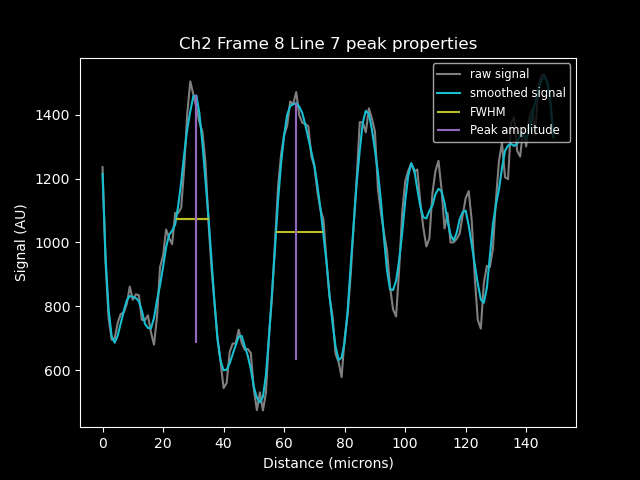 Ch2 Frame 8 Line 7 peak properties
raw signal
smoothed signal
FWHM
Peak amplitude
Signal (AU)
1400
1200
1000
800
600
0 20 40 60 80 100 120 140
Distance (microns)